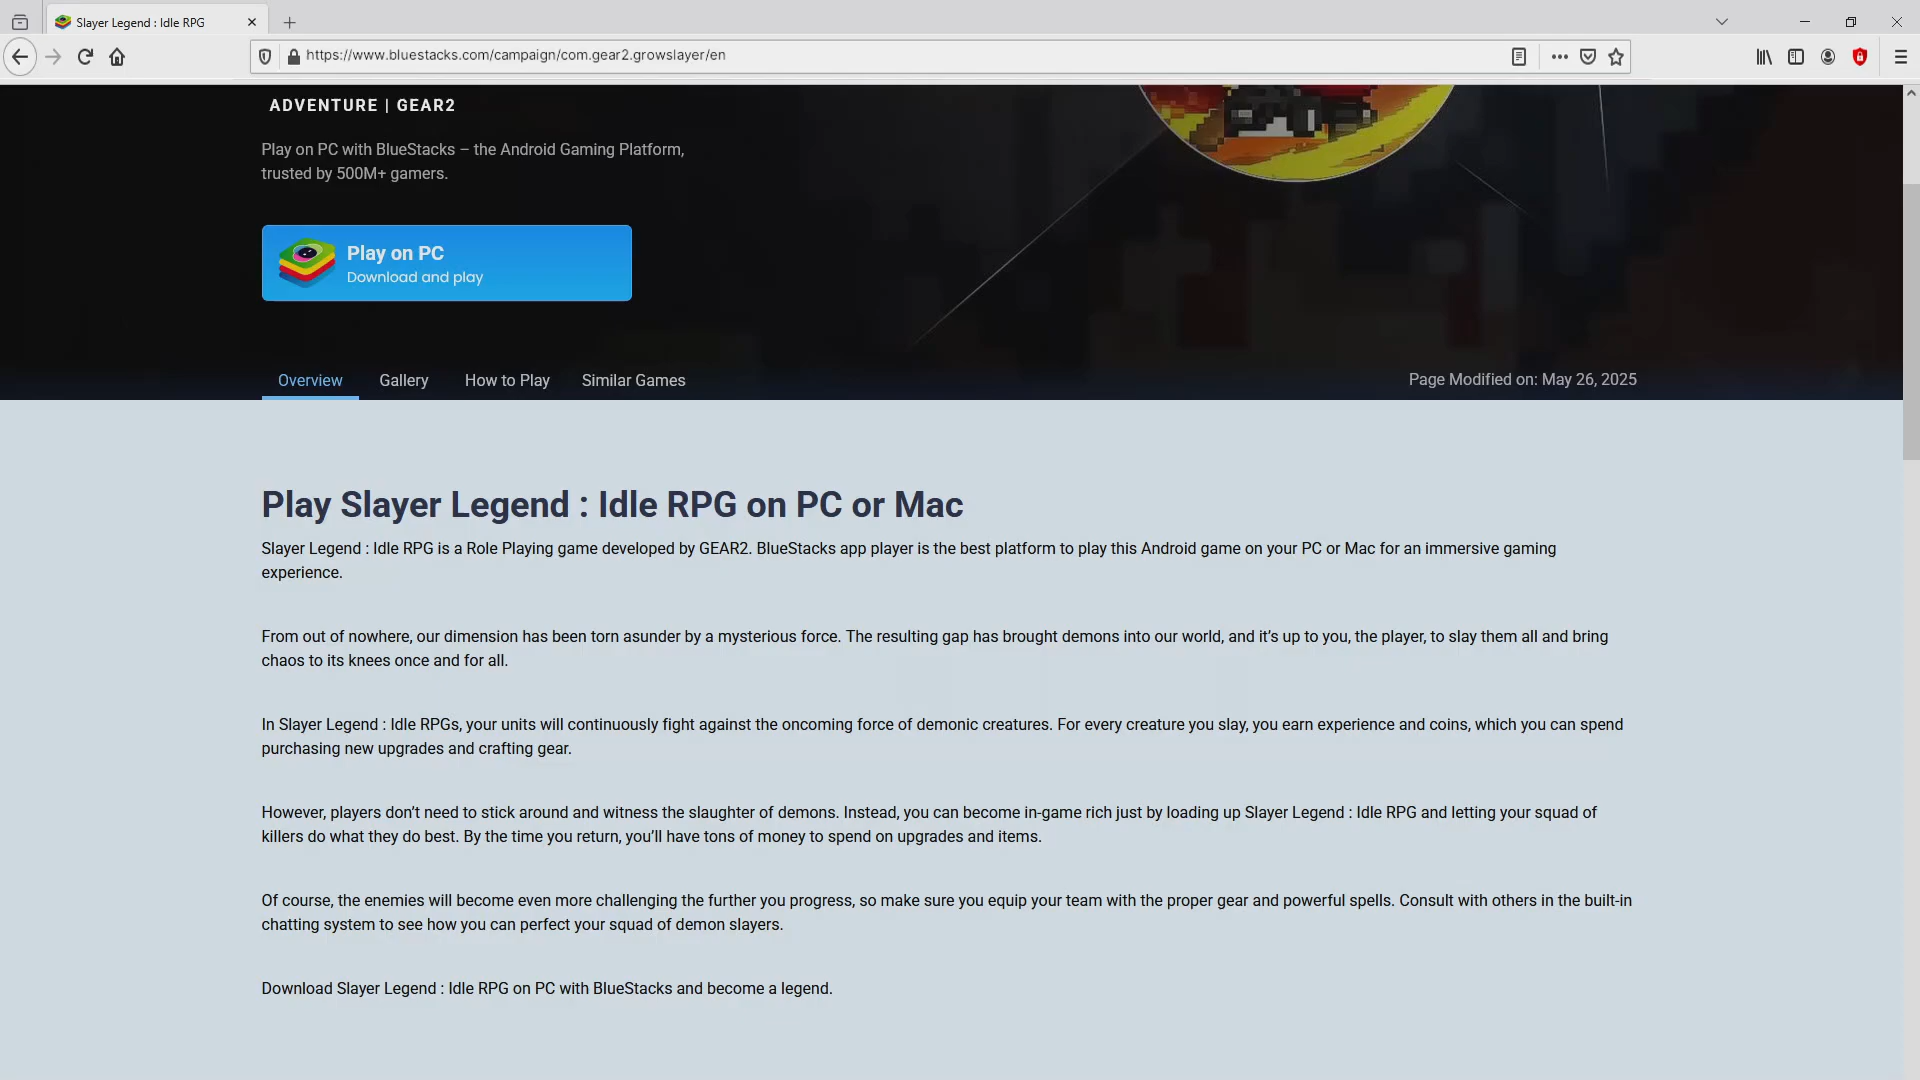 Slayer Legend : Idle RPG
https://www.bluestacks.com/campaign/com.gear2.growslayer/en
ADVENTURE | GEAR2
Play on PC with BlueStacks – the Android Gaming Platform,
trusted by 500M+ gamers.
Play on PC
Download and play
Overview
Gallery
How to Play
Similar Games
Page Modified on: May 26, 2025
Play Slayer Legend : Idle RPG on PC or Mac
Slayer Legend : Idle RPG is a Role Playing game developed by GEAR2. BlueStacks app player is the best platform to play this Android game on your PC or Mac for an immersive gaming
experience.
From out of nowhere, our dimension has been torn asunder by a mysterious force. The resulting gap has brought demons into our world, and it’s up to you, the player, to slay them all and bring
chaos to its knees once and for all.
In Slayer Legend : Idle RPGs, your units will continuously fight against the oncoming force of demonic creatures. For every creature you slay, you earn experience and coins, which you can spend
purchasing new upgrades and crafting gear.
However, players don’t need to stick around and witness the slaughter of demons. Instead, you can become in-game rich just by loading up Slayer Legend : Idle RPG and letting your squad of
killers do what they do best. By the time you return, you’ll have tons of money to spend on upgrades and items.
Of course, the enemies will become even more challenging the further you progress, so make sure you equip your team with the proper gear and powerful spells. Consult with others in the built-in
chatting system to see how you can perfect your squad of demon slayers.
Download Slayer Legend : Idle RPG on PC with BlueStacks and become a legend.